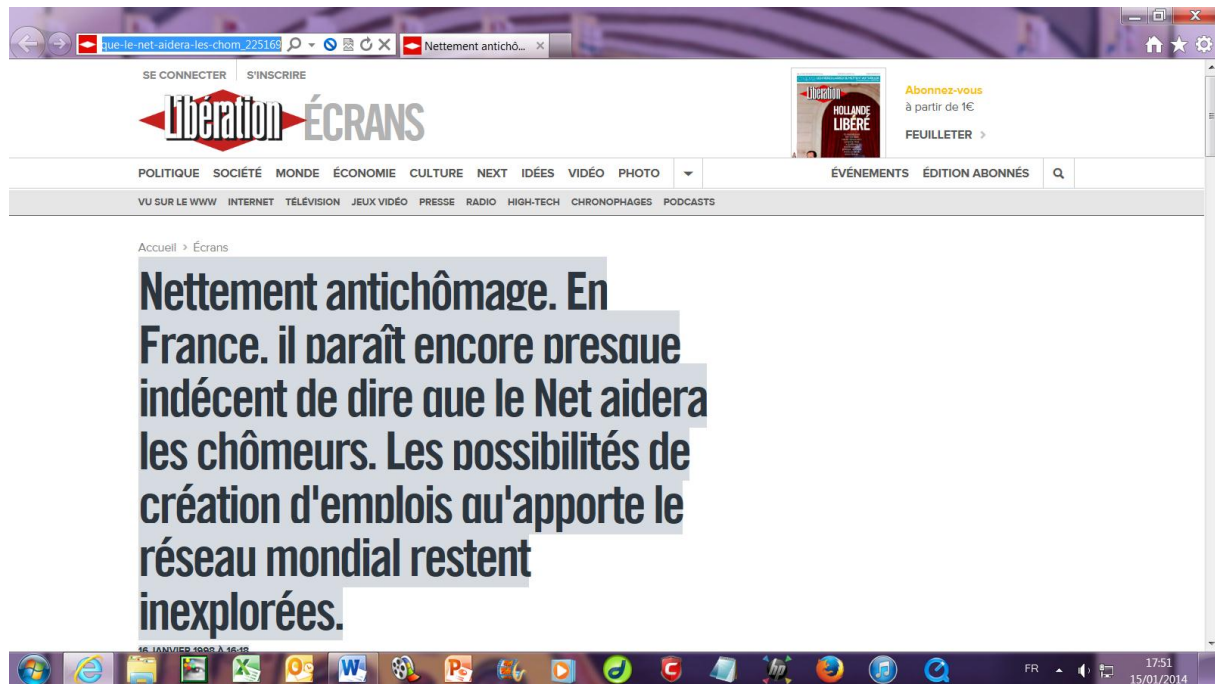 que-le-net-aidera-les-chom_225169
Nettement antichô...
SE CONNECTER S'INSCRIRE
Libération ÉCRANS
Libération
HOLLANDE
LIBÉRÉ
Abonnez-vous
à partir de 1€
FEUILLETER >
POLITIQUE SOCIÉTÉ MONDE ÉCONOMIE CULTURE NEXT IDÉES VIDÉO PHOTO ÉVÉNEMENTS ÉDITION ABONNÉS
VU SUR LE WWW INTERNET TÉLÉVISION JEUX VIDÉO PRESSE RADIO HIGH-TECH CHRONOPHAGES PODCASTS
Accueil > Écrans
Nettement antichômage. En
France, il paraît encore presque
indécent de dire que le Net aidera
les chômeurs. Les possibilités de
création d'emplois qu'apporte le
réseau mondial restent
inexplorées.
16 JANVIER 1998 À 16:18
hp
FR 17:51
15/01/2014